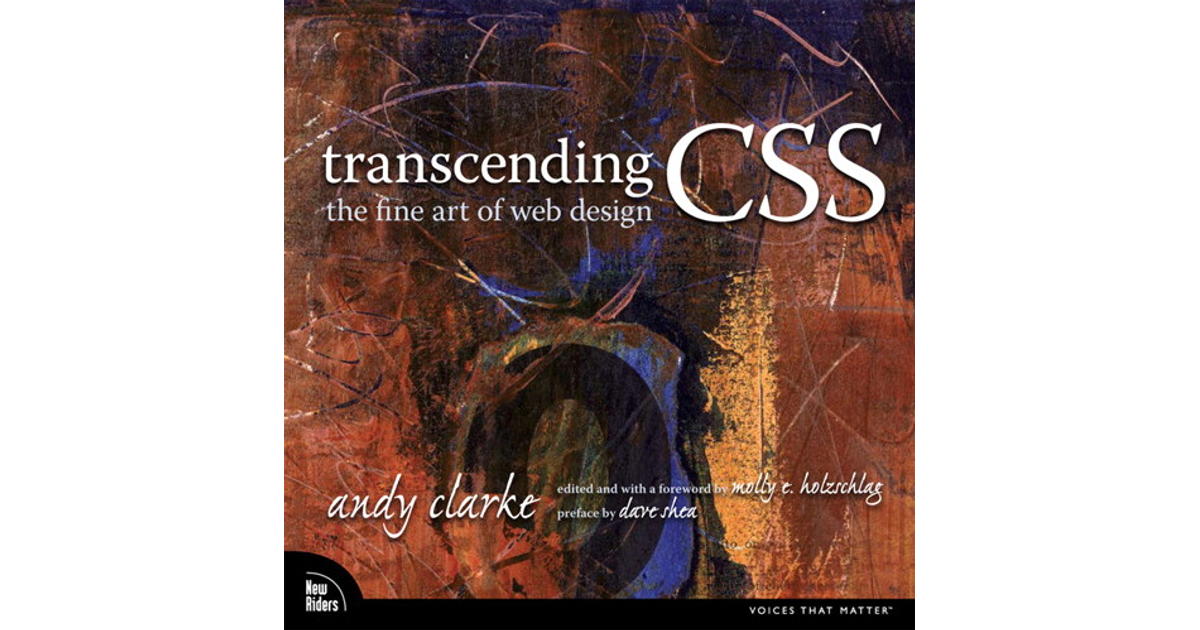 transcending CSS
the fine art of web design
andy clarke
edited and with a foreword by molly e. holzschlag
preface by dave shea
New
Riders
VOICES THAT MATTER™